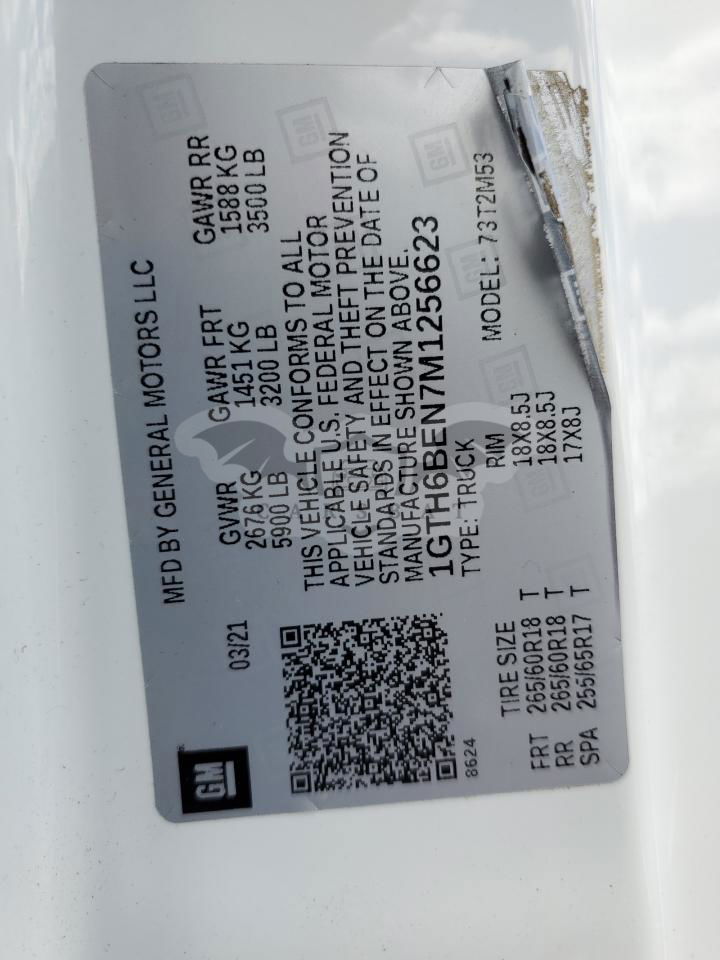 GM
MFD BY GENERAL MOTORS LLC
03/21
GVWR GAWR FRT GAWR RR
2676 KG 1451 KG 1588 KG
5900 LB 3200 LB 3500 LB
THIS VEHICLE CONFORMS TO ALL
APPLICABLE U.S. FEDERAL MOTOR
VEHICLE SAFETY AND THEFT PREVENTION
STANDARDS IN EFFECT ON THE DATE OF
MANUFACTURE SHOWN ABOVE.
1GTH6BEN7M1256623
TYPE: TRUCK MODEL: 73T2M53
8624
TIRE SIZE RIM
FRT 265/60R18 T 18X8.5J
RR 265/60R18 T 18X8.5J
SPA 255/65R17 T 17X8J